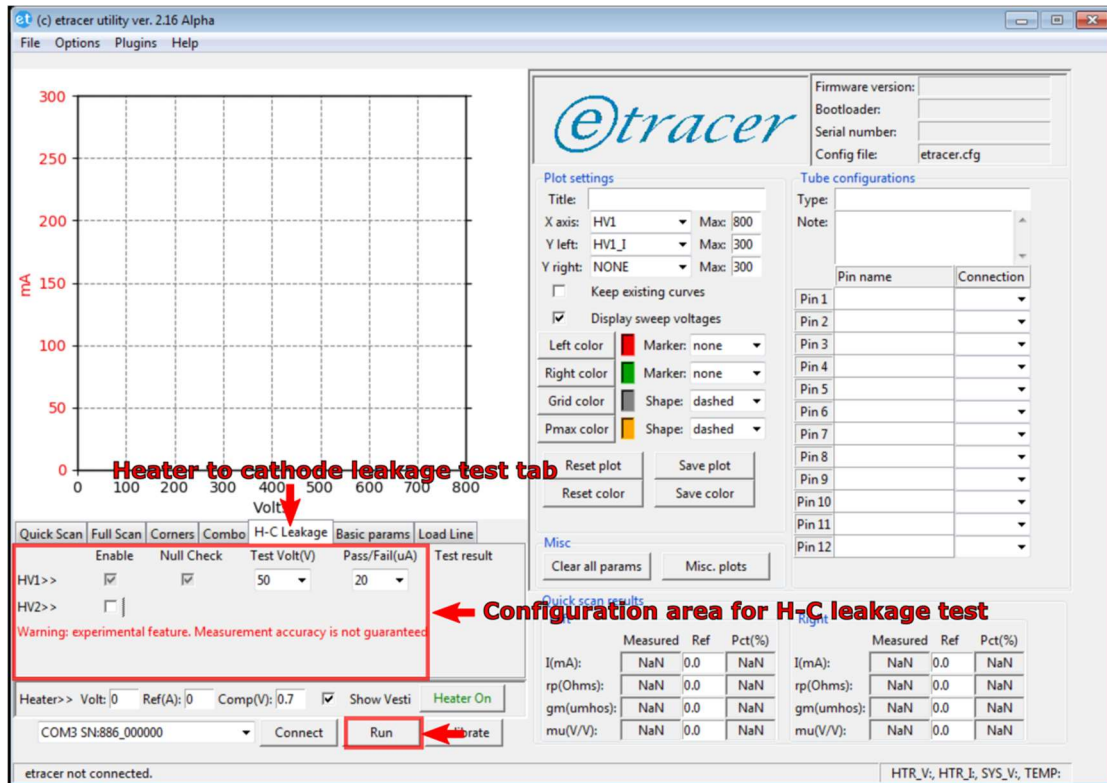 et (c) etracer utility ver. 2.16 Alpha
File Options Plugins Help
300
250
200
150
100
50
0
mA
0 100 200 300 400 500 600 700 800
Heater to cathode leakage test tab
etracer
Firmware version:
Bootloader:
Serial number:
Config file: etracer.cfg
Plot settings
Title:
X axis: HV1 Max: 800
Y left: HV1_I Max: 300
Y right: NONE Max: 300
Keep existing curves
Display sweep voltages
Left color Marker: none
Right color Marker: none
Grid color Shape: dashed
Pmax color Shape: dashed
Reset plot Save plot
Reset color Save color
Misc
Clear all params Misc. plots
Tube configurations
Type:
Note:
Pin name Connection
Pin 1
Pin 2
Pin 3
Pin 4
Pin 5
Pin 6
Pin 7
Pin 8
Pin 9
Pin 10
Pin 11
Pin 12
Quick Scan Full Scan Corners Combo H-C Leakage Basic params Load Line
Enable Null Check Test Volt(V) Pass/Fail(uA) Test result
HV1>> 50 20
HV2>>
Warning: experimental feature. Measurement accuracy is not guaranteed
Configuration area for H-C leakage test
Quick scan results
Measured Ref Pct(%)
I(mA): NaN 0.0 NaN
rp(Ohms): NaN 0.0 NaN
gm(umhos): NaN 0.0 NaN
mu(V/V): NaN 0.0 NaN
Right
Measured Ref Pct(%)
I(mA): NaN 0.0 NaN
rp(Ohms): NaN 0.0 NaN
gm(umhos): NaN 0.0 NaN
mu(V/V): NaN 0.0 NaN
Heater>> Volt: 0 Ref(A): 0 Comp(V): 0.7 Show Vesti Heater On
COM3 SN:886_000000 Connect Run
etracer not connected.
HTR_V:, HTR_I:, SYS_V:, TEMP: